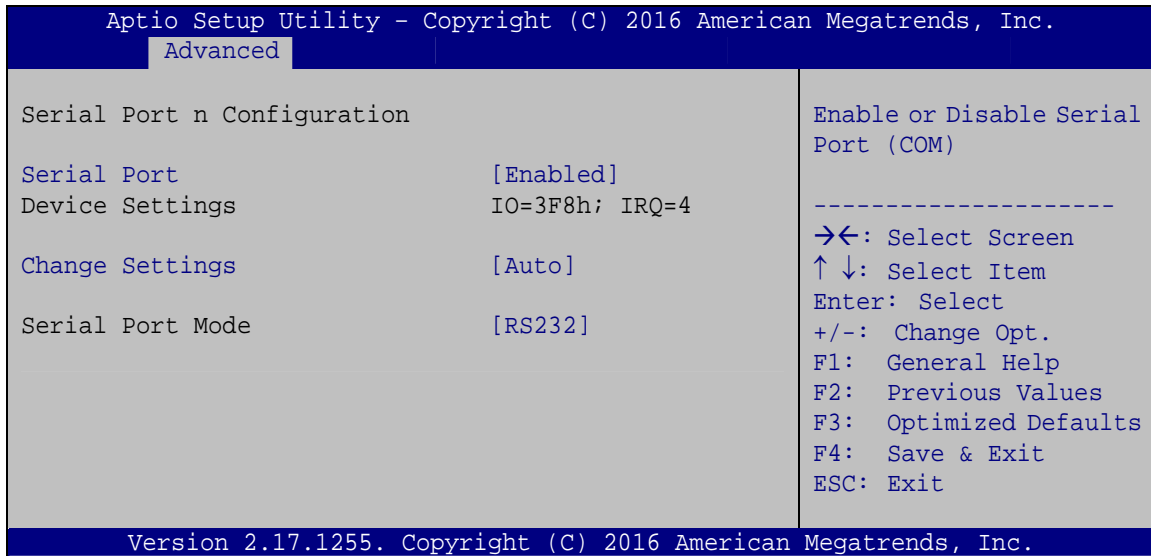 Aptio Setup Utility – Copyright (C) 2016 American Megatrends, Inc.
Advanced
Serial Port n Configuration
Serial Port [Enabled]
Device Settings IO=3F8h; IRQ=4
Change Settings [Auto]
Serial Port Mode [RS232]
Enable or Disable Serial
Port (COM)
---------------------
→←: Select Screen
↑ ↓: Select Item
Enter: Select
+/-: Change Opt.
F1: General Help
F2: Previous Values
F3: Optimized Defaults
F4: Save & Exit
ESC: Exit
Version 2.17.1255. Copyright (C) 2016 American Megatrends, Inc.